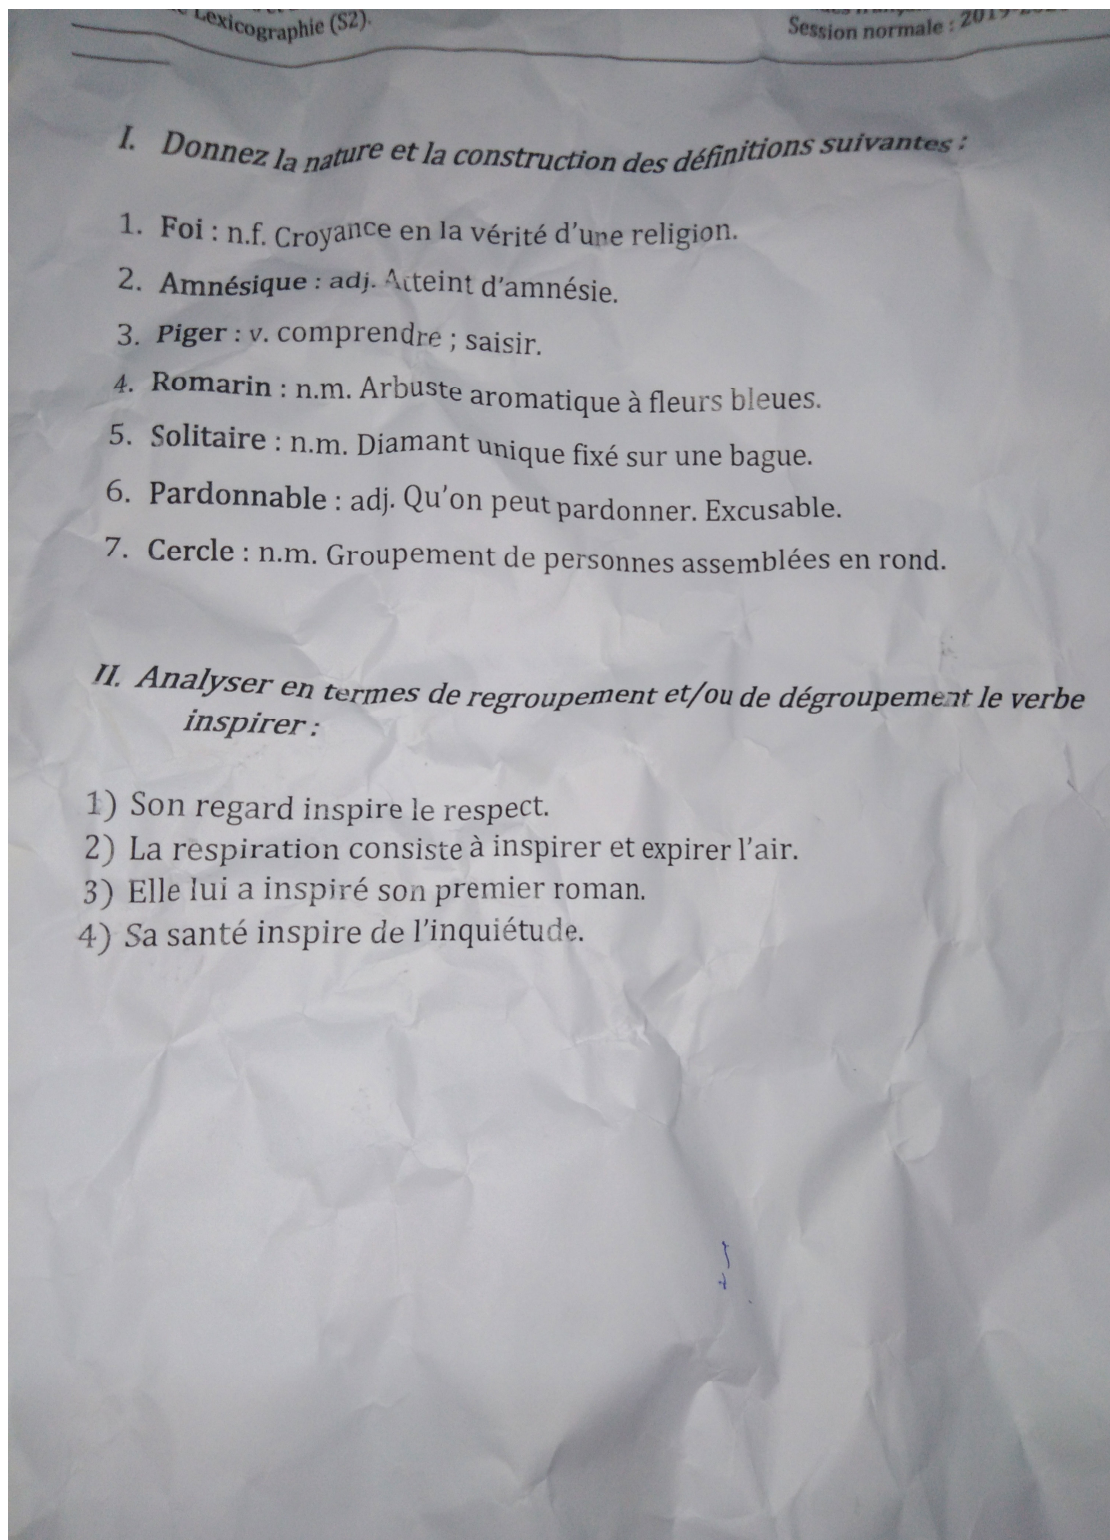 Lexicographie (S2).
Session normale : 2019
I. Donnez la nature et la construction des définitions suivantes :
1. Foi : n.f. Croyance en la vérité d'une religion.
2. Amnésique : adj. Atteint d'amnésie.
3. Piger : v. comprendre ; saisir.
4. Romarin : n.m. Arbuste aromatique à fleurs bleues.
5. Solitaire : n.m. Diamant unique fixé sur une bague.
6. Pardonnable : adj. Qu'on peut pardonner. Excusable.
7. Cercle : n.m. Groupement de personnes assemblées en rond.
II. Analyser en termes de regroupement et/ou de dégroupement le verbe
inspirer :
1) Son regard inspire le respect.
2) La respiration consiste à inspirer et expirer l'air.
3) Elle lui a inspiré son premier roman.
4) Sa santé inspire de l'inquiétude.